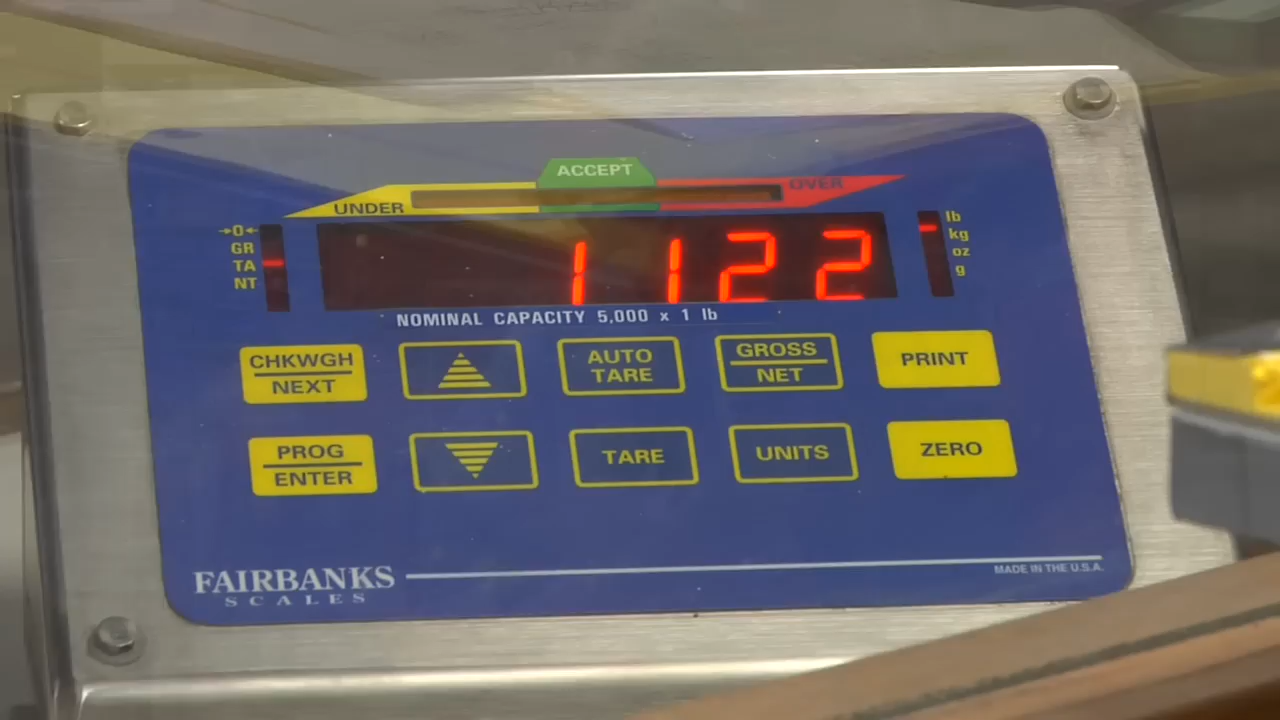 ACCEPT
OVER
UNDER
→0←
GR
TA
NT
1122
lb
kg
oz
g
NOMINAL CAPACITY 5,000 x 1 lb
CHKWGH
NEXT
AUTO
TARE
GROSS
NET
PRINT
PROG
ENTER
TARE
UNITS
ZERO
FAIRBANKS
SCALES
MADE IN THE U.S.A.